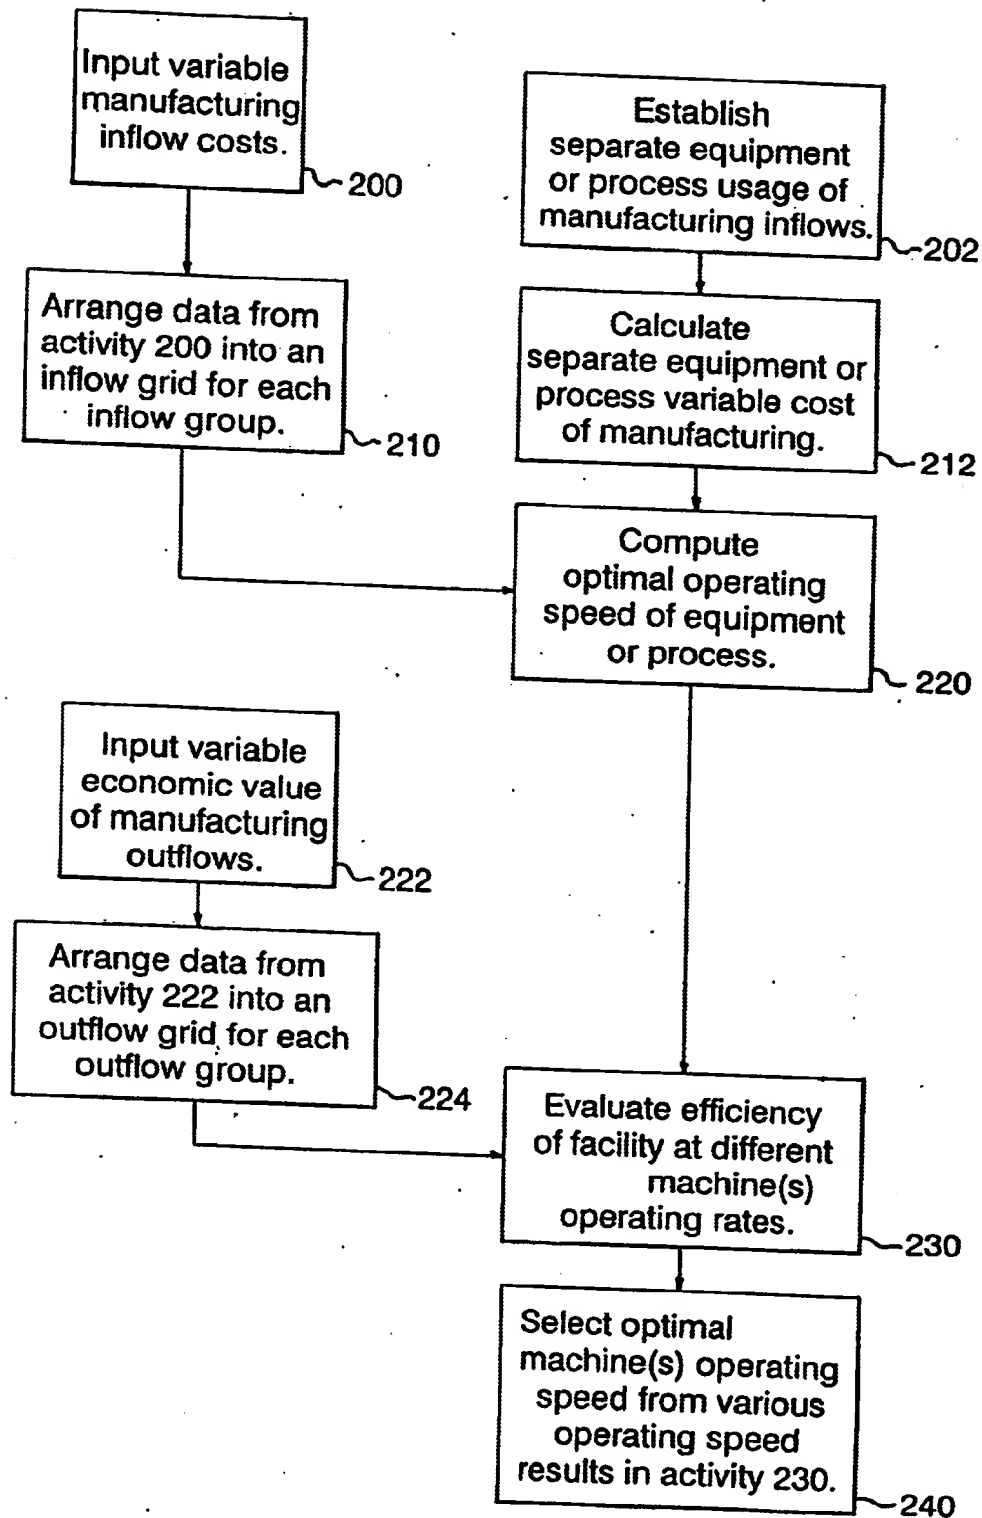 Input variable
manufacturing
inflow costs.
200
Establish
separate equipment
or process usage of
manufacturing inflows.
202
Arrange data from
activity 200 into an
inflow grid for each
inflow group.
210
Calculate
separate equipment or
process variable cost
of manufacturing.
212
Compute
optimal operating
speed of equipment
or process.
220
Input variable
economic value
of manufacturing
outflows.
222
Arrange data from
activity 222 into an
outflow grid for each
outflow group.
224
Evaluate efficiency
of facility at different
machine(s)
operating rates.
230
Select optimal
machine(s) operating
speed from various
operating speed
results in activity 230.
240